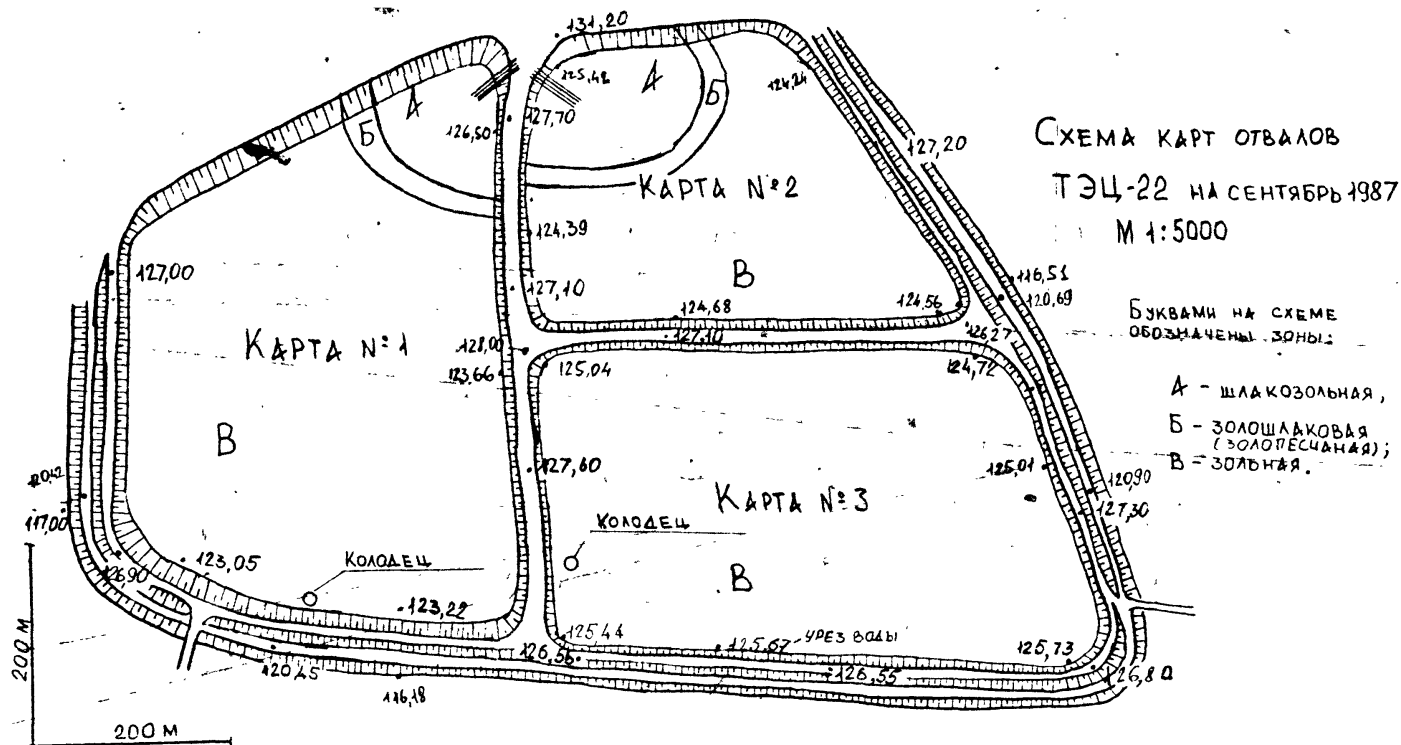 131,20
125,42
А
А
124,24
Б
Б
126,50
127,70
127,20
СХЕМА КАРТ ОТВАЛОВ
ТЭЦ-22 НА СЕНТЯБРЬ 1987
М 1:5000
КАРТА №2
124,39
127,00
127,10
В
116,51
120,69
124,68
124,56
126,27
127,10
БУКВАМИ НА СХЕМЕ
ОБОЗНАЧЕНЫ ЗОНЫ:
КАРТА №1
128,00
123,66
125,04
124,72
А - ШЛАКОЗОЛЬНАЯ,
Б - ЗОЛОШЛАКОВАЯ
(ЗОЛОПЕСЧАНАЯ);
В - ЗОЛЬНАЯ.
В
127,60
125,01
120,42
117,00
КАРТА №3
120,90
127,30
КОЛОДЕЦ
КОЛОДЕЦ
123,05
126,90
В
123,22
125,44
125,67 - УРЕЗ ВОДЫ
125,73
126,56
126,55
126,80
120,45
116,18
200 М
200 М